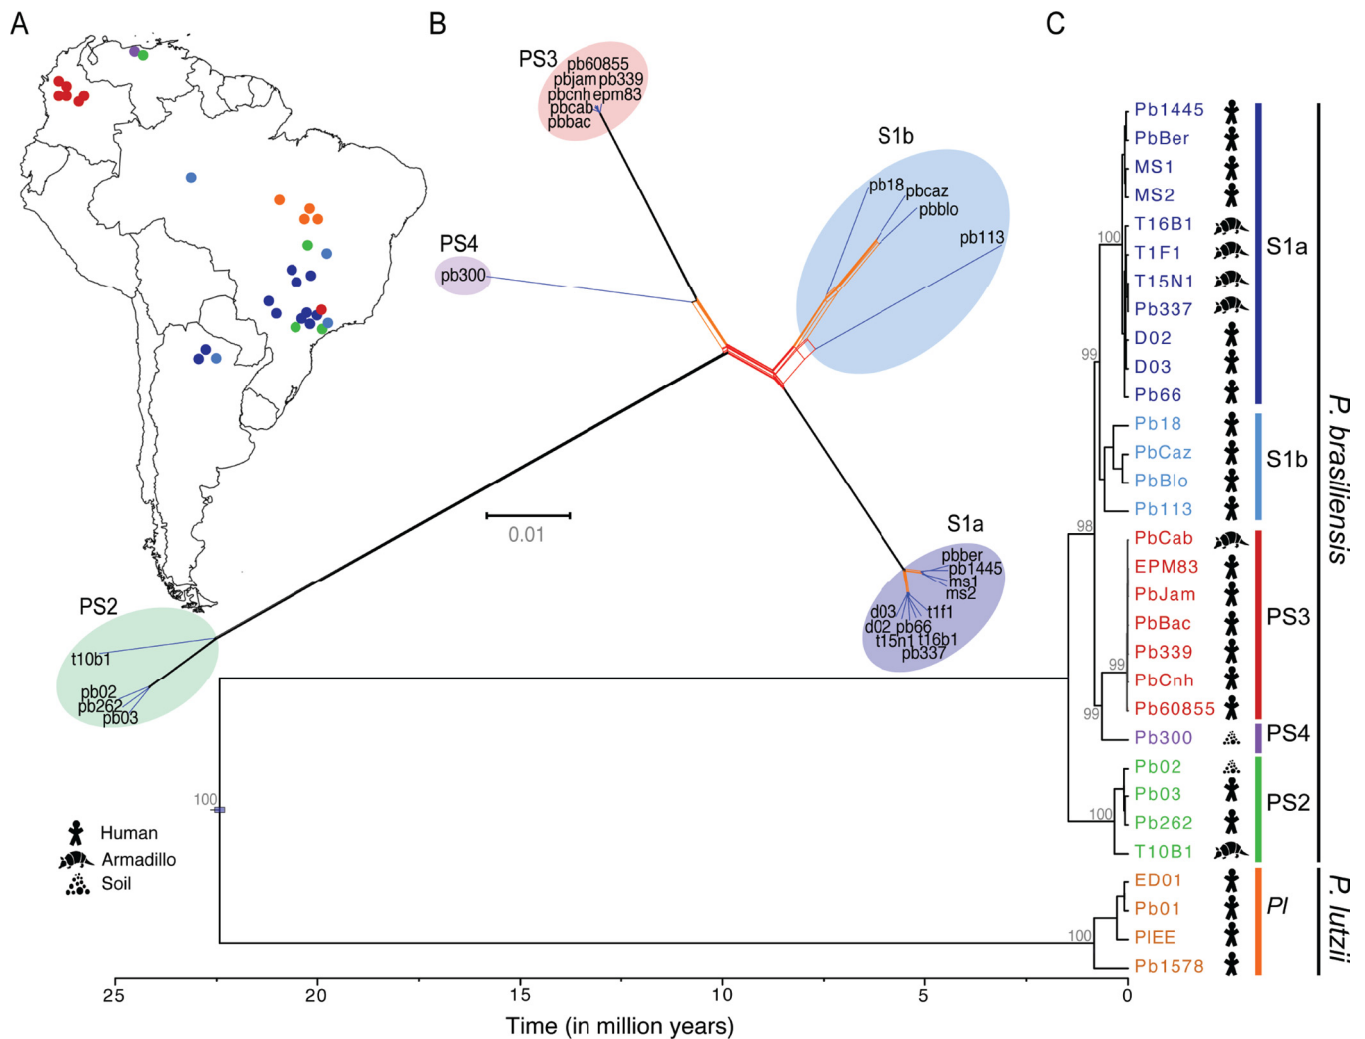 A
B
C
PS3
pb60855
pbjam pb339
pbcnh epm83
pbcab
pbbac
S1b
pb18
pbcaz
pbblo
pb113
PS4
pb300
0.01
S1a
pbber
pb1445
ms1
ms2
d03
t1f1
d02 pb66
t15n1 t16b1
pb337
PS2
t10b1
pb02
pb262
pb03
Human
Armadillo
Soil
100
99
98
99
99
100
100
100
Pb1445
PbBer
MS1
MS2
T16B1
T1F1
T15N1
Pb337
D02
D03
Pb66
Pb18
PbCaz
PbBlo
Pb113
PbCab
EPM83
PbJam
PbBac
Pb339
PbCnh
Pb60855
Pb300
Pb02
Pb03
Pb262
T10B1
ED01
Pb01
PIEE
Pb1578
S1a
S1b
PS3
PS4
PS2
Pl
P. brasiliensis
P. lutzii
25 20 15 10 5 0
Time (in million years)